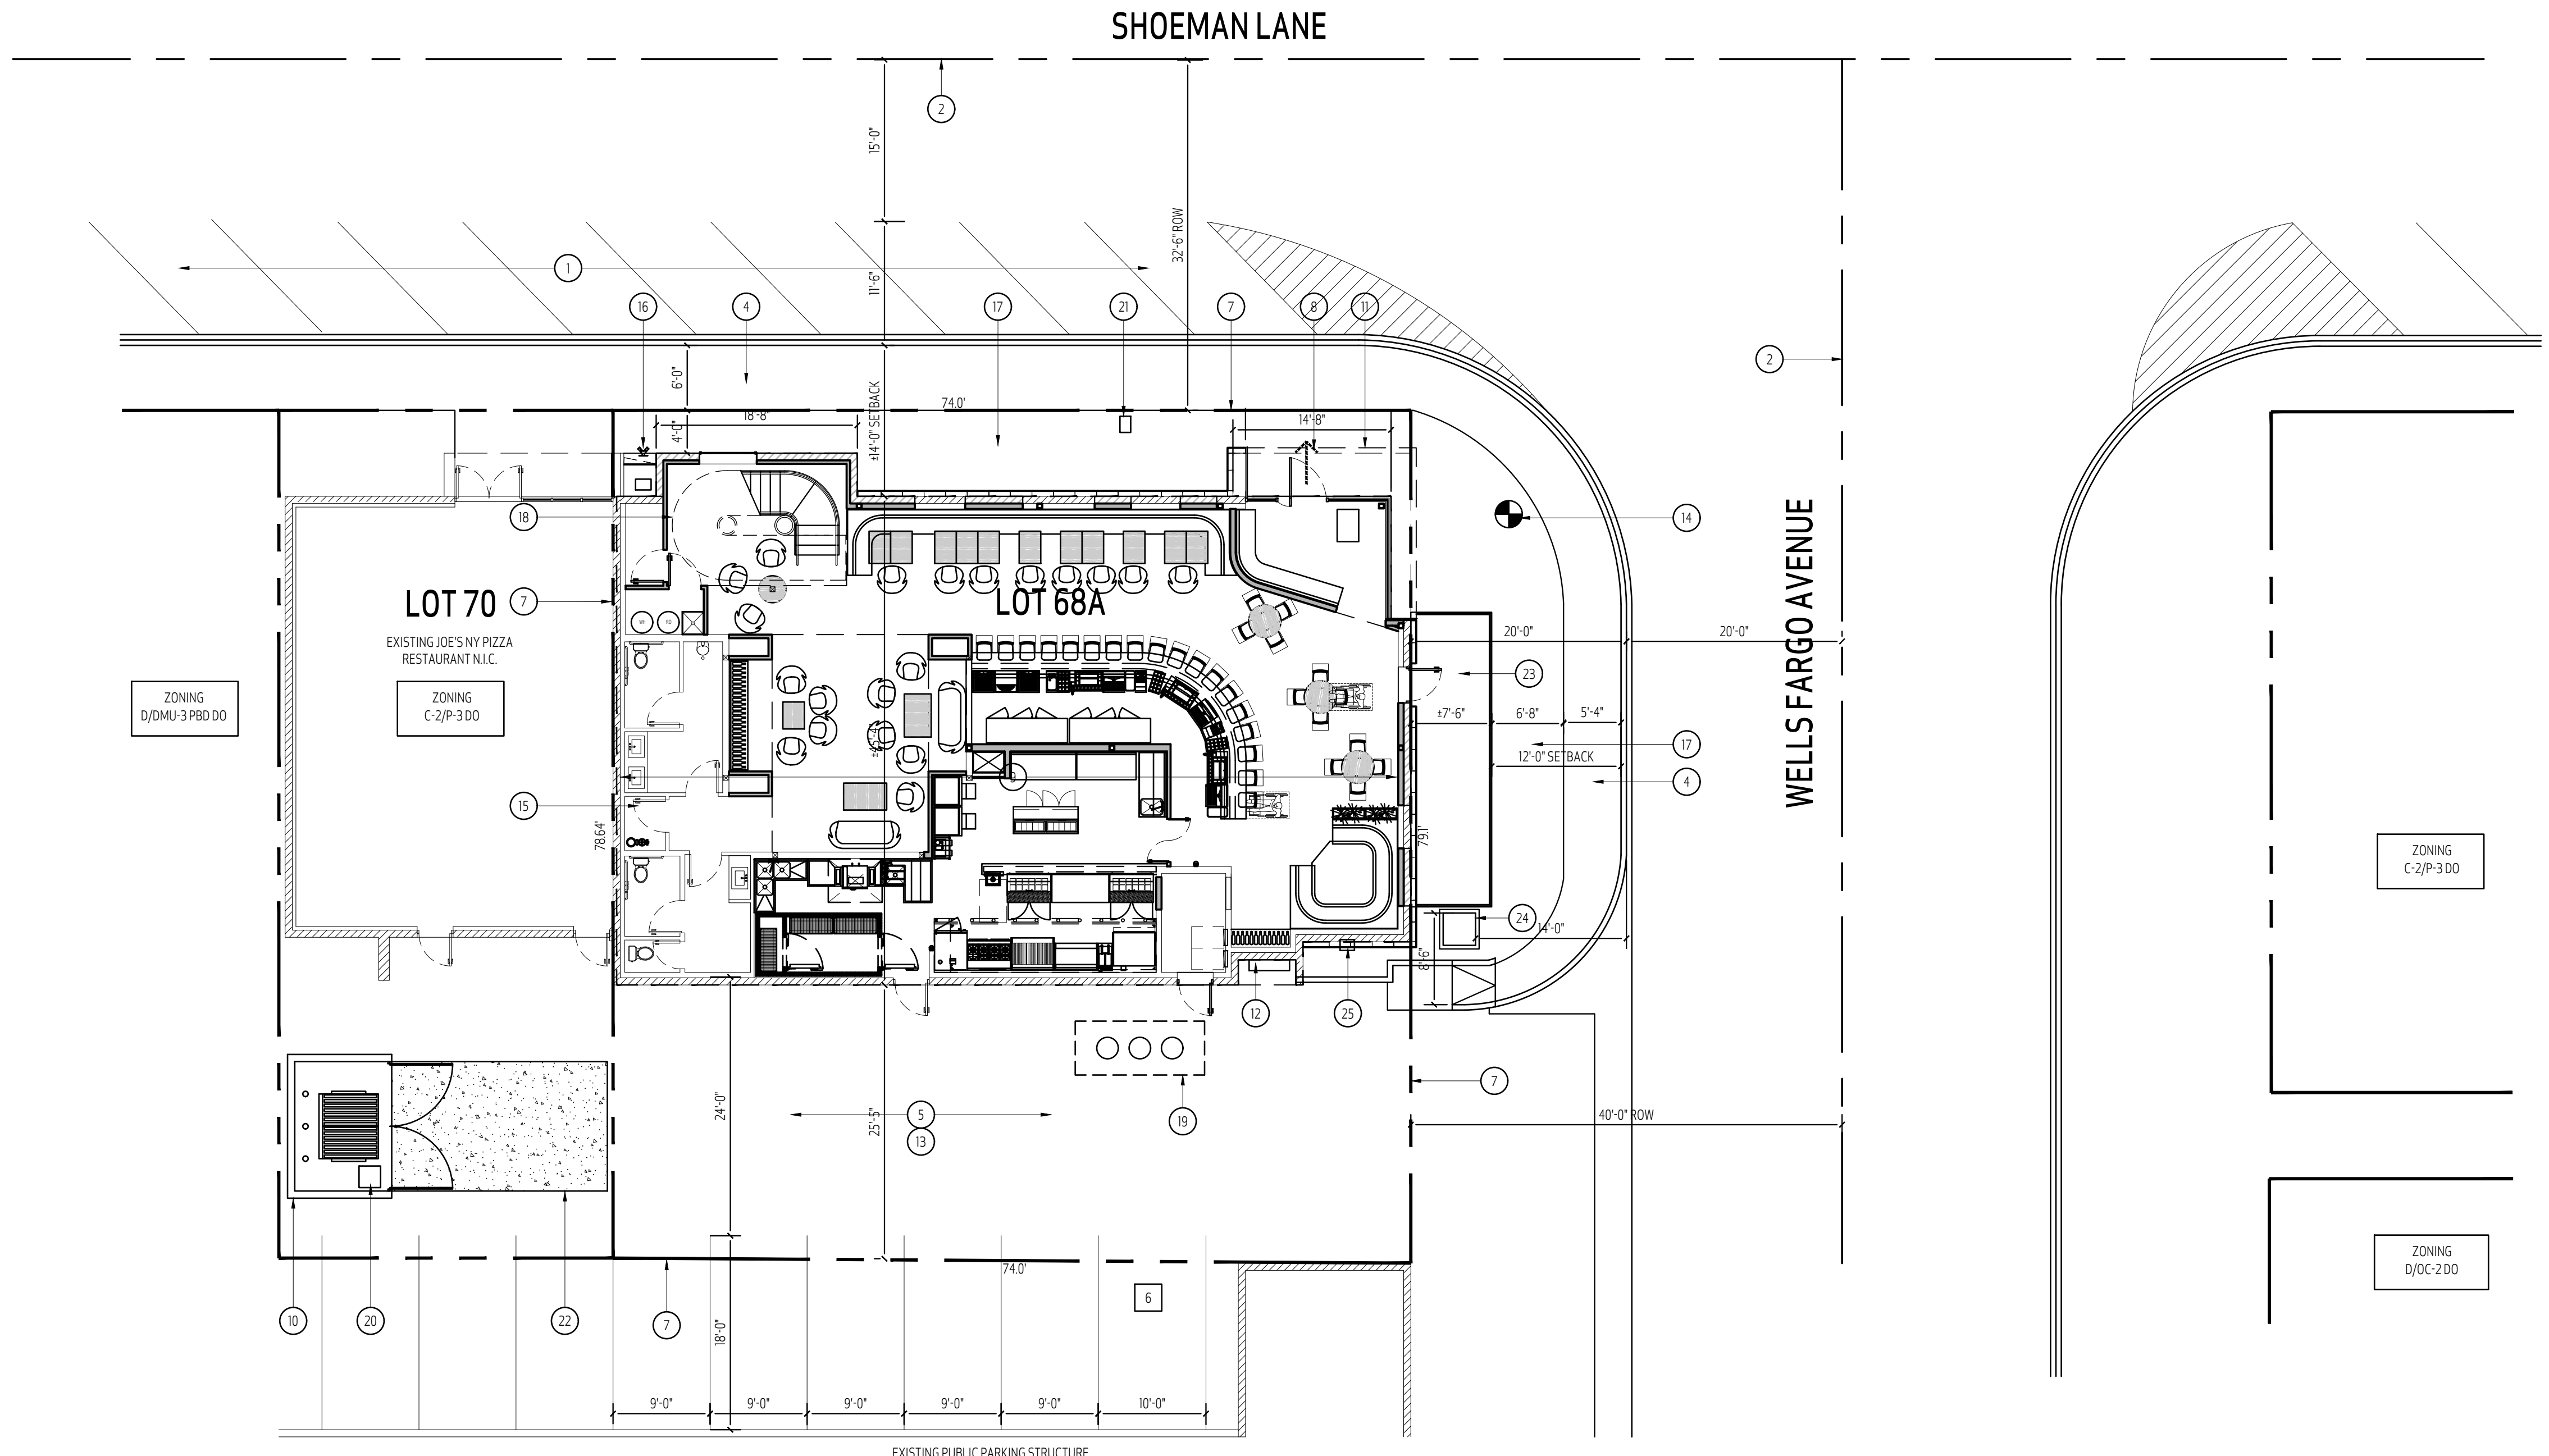 SHOEMAN LANE
2
15'-0"
32'-6" ROW
1
11'-6"
16
4
17
21
7
8
11
2
6'-0"
±14'-0" SETBACK
74.0'
18'-8"
4'-0"
14'-8"
18
14
LOT 70
7
LOT 68A
WELLS FARGO AVENUE
EXISTING JOE'S NY PIZZA
RESTAURANT N.I.C.
WH
RO
20'-0"
20'-0"
23
ZONING
D/DMU-3 PBD DO
ZONING
C-2/P-3 DO
±7'-6"
6'-8"
5'-4"
17
12'-0" SETBACK
9
4
15
78.64'
79.1'
ZONING
C-2/P-3 DO
24
14'-0"
8'-6"
12
25
19
7
24'-0"
25'-5"
5
13
40'-0" ROW
ZONING
D/OC-2 DO
74.0'
6
10
20
22
7
18'-0"
9'-0"
9'-0"
9'-0"
9'-0"
9'-0"
10'-0"
EXISTING PUBLIC PARKING STRUCTURE